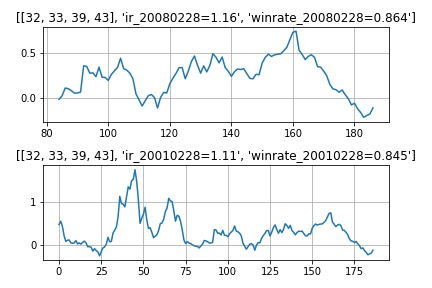 [[32, 33, 39, 43], 'ir_20080228=1.16', 'winrate_20080228=0.864']
0.5
0.0
80 100 120 140 160 180
[[32, 33, 39, 43], 'ir_20010228=1.11', 'winrate_20010228=0.845']
1
0
0 25 50 75 100 125 150 175